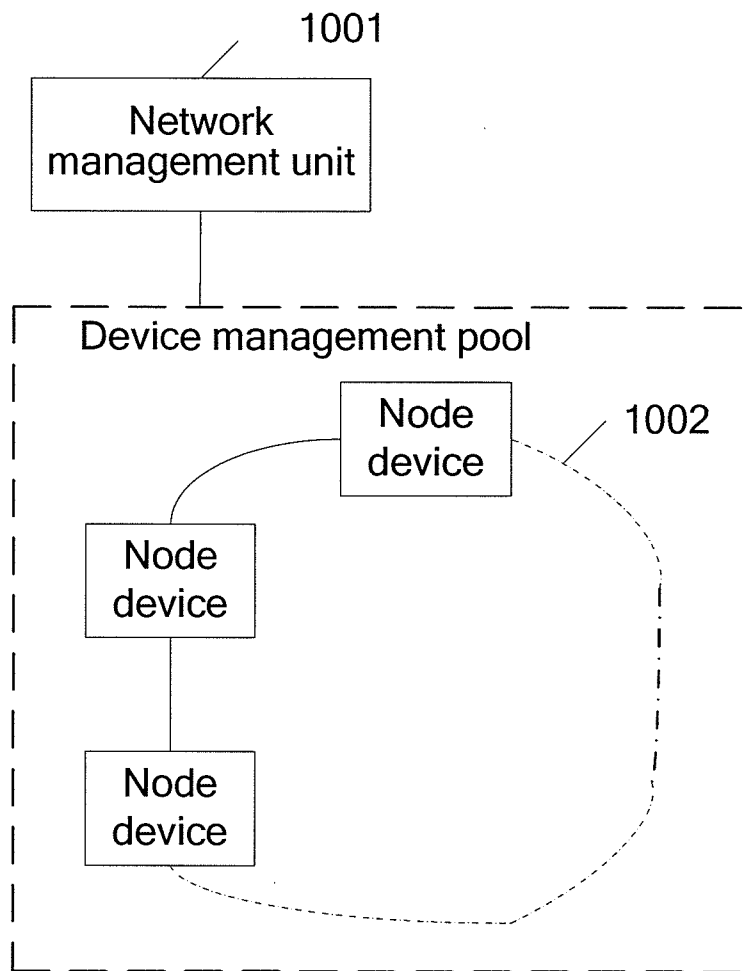 1001
Network
management unit
Device management pool
Node
device
1002
Node
device
Node
device